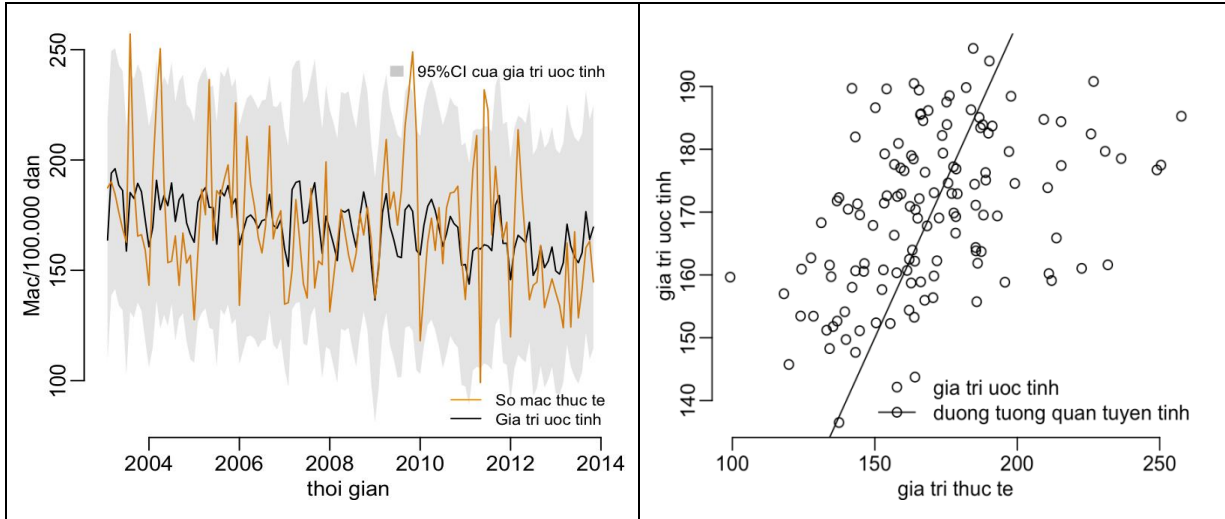 Mac/100.000 dan
250
200
150
100
95%CI cua gia tri uoc tinh
So mac thuc te
Gia tri uoc tinh
2004 2006 2008 2010 2012 2014
thoi gian
gia tri uoc tinh
190
180
170
160
150
140
gia tri uoc tinh
duong tuong quan tuyen tinh
100 150 200 250
gia tri thuc te